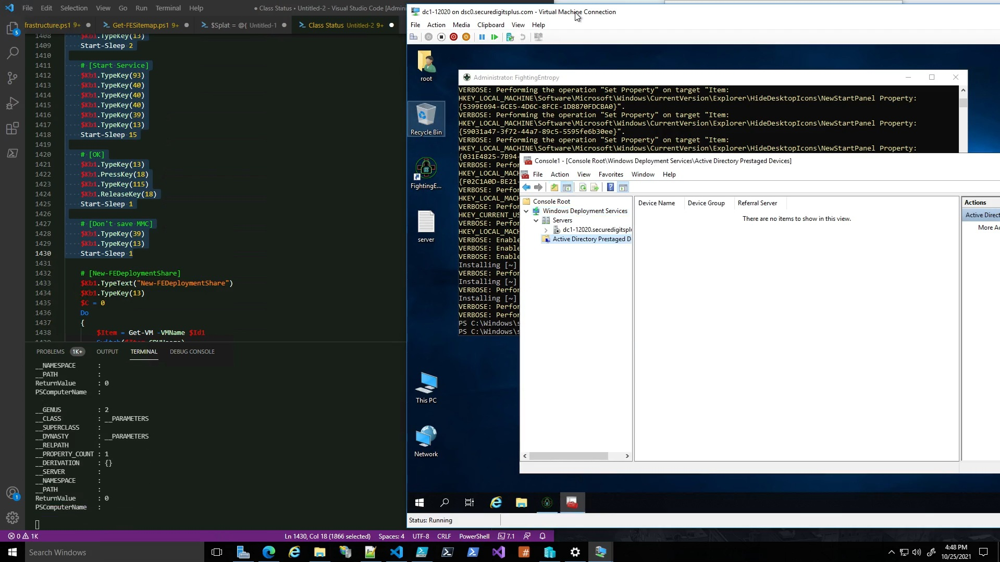 File Edit Selection View Go Run Terminal Help
● Class Status • Untitled-2 - Visual Studio Code [Admini
frastructure.ps1 9+
Get-FESitemap.ps1 9+
$Splat = @{ Untitled-1
Class Status Untitled-2 9+
1408 $Kb1.TypeKey(13)
1409 Start-Sleep 2
1410
1411 # [Start Service]
1412 $Kb1.TypeKey(93)
1413 $Kb1.TypeKey(40)
1414 $Kb1.TypeKey(40)
1415 $Kb1.TypeKey(40)
1416 $Kb1.TypeKey(39)
1417 $Kb1.TypeKey(13)
1418 Start-Sleep 15
1419
1420 # [OK]
1421 $Kb1.TypeKey(13)
1422 $Kb1.PressKey(18)
1423 $Kb1.TypeKey(115)
1424 $Kb1.ReleaseKey(18)
1425 Start-Sleep 1
1426
1427 # [Don't save MMC]
1428 $Kb1.TypeKey(39)
1429 $Kb1.TypeKey(13)
1430 Start-Sleep 1
1431
1432 # [New-FEDeploymentShare]
1433 $Kb1.TypeText("New-FEDeploymentShare")
1434 $Kb1.TypeKey(13)
1435 $C = 0
1436 Do
1437 {
1438 $Item = Get-VM -VMName $Id1
PROBLEMS 1K+ OUTPUT TERMINAL DEBUG CONSOLE
__NAMESPACE :
__PATH :
ReturnValue : 0
PSComputerName :
__GENUS : 2
__CLASS : __PARAMETERS
__SUPERCLASS :
__DYNASTY : __PARAMETERS
__RELPATH :
__PROPERTY_COUNT : 1
__DERIVATION : {}
__SERVER :
__NAMESPACE :
__PATH :
ReturnValue : 0
PSComputerName :
5
1
0 1K
Ln 1430, Col 18 (1866 selected) Spaces: 4 UTF-8 CRLF PowerShell 7.1
dc1-12020 on dsc0.securedigitsplus.com - Virtual Machine Connection
File Action Media Clipboard View Help
root
Recycle Bin
FightingE...
server
This PC
Network
Administrator: FightingEntropy
VERBOSE: Performing the operation "Set Property" on target "Item:
HKEY_LOCAL_MACHINE\Software\Microsoft\Windows\CurrentVersion\Explorer\HideDesktopIcons\NewStartPanel Property:
{5399E694-6CE5-4D6C-8FCE-1D8870FDCBA0}".
VERBOSE: Performing the operation "Set Property" on target "Item:
HKEY_LOCAL_MACHINE\Software\Microsoft\Windows\CurrentVersion\Explorer\HideDesktopIcons\NewStartPanel Property:
{59031a47-3f72-44a7-89c5-5595fe6b30ee}".
VERBOSE: Performing the operation "Set Property" on target "Item:
HKEY_LOCAL_MACHINE\Software\Microsoft\Windows\CurrentVersion\Explorer\HideDesktopIcons\NewStartPanel Property:
{031E4825-7B94-
VERBOSE: Perfor
HKEY_LOCAL_MACH
{F02C1A0D-BE21-
VERBOSE: Perfor
HKEY_LOCAL_MACH
VERBOSE: Perfor
HKEY_CURRENT_US
VERBOSE: Perfor
HKEY_LOCAL_MACH
VERBOSE: Enable
VERBOSE: Enable
VERBOSE: Enable
Installing [~]
VERBOSE: Perfor
Installing [~]
VERBOSE: Perfor
Installing [~]
VERBOSE: Perfor
VERBOSE: Perfor
PS C:\Windows\s
PS C:\Windows\s
Console1 - [Console Root\Windows Deployment Services\Active Directory Prestaged Devices]
File Action View Favorites Window Help
Console Root
Windows Deployment Services
Servers
dc1-12020.securedigitsplu
Active Directory Prestaged D
Device Name Device Group Referral Server
There are no items to show in this view.
Actions
Active Direct
More Ac
Status: Running
Search Windows
4:48 PM
10/25/2021